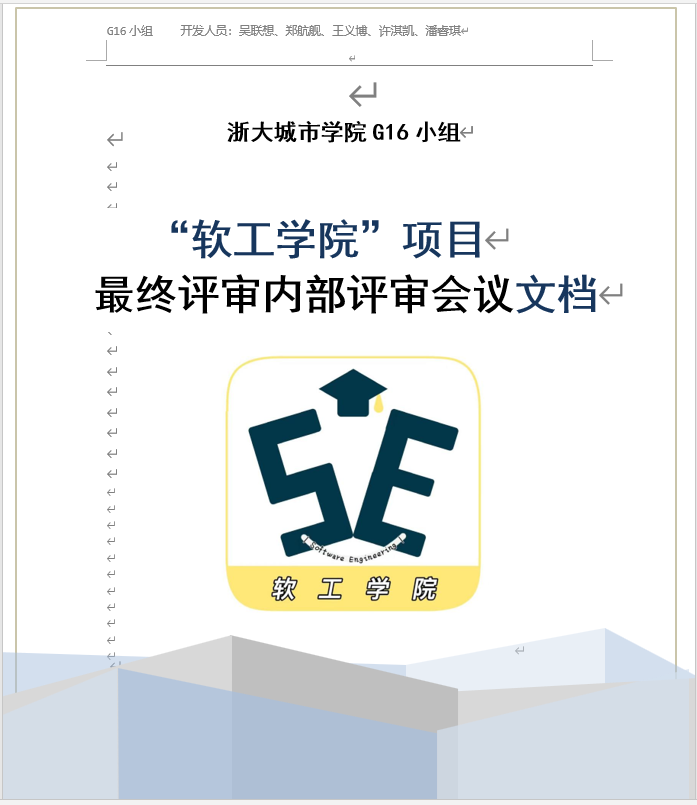 G16 小组 开发人员：吴联想、郑航舰、王义博、许淇凯、潘睿琪
浙大城市学院 G16 小组
“软工学院”项目
最终评审内部评审会议文档
SE
Software Engineering
软工学院